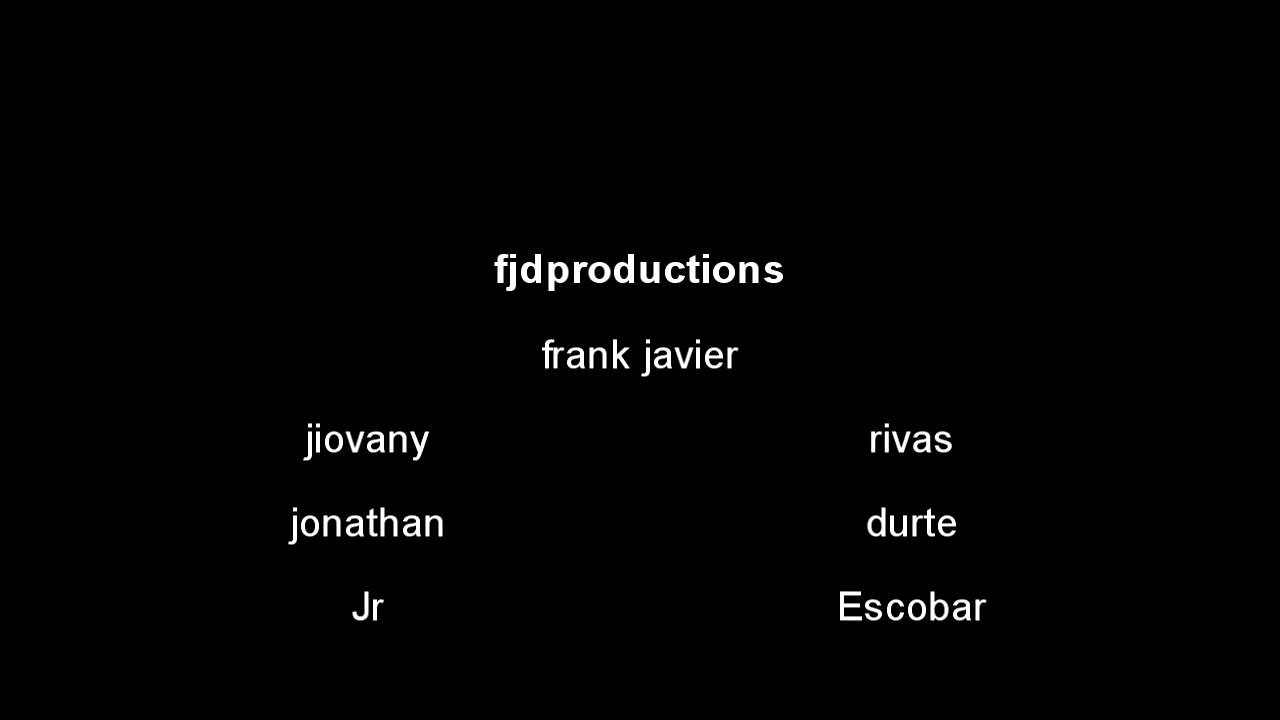 fjdproductions
frank javier
jiovany rivas
jonathan durte
Jr Escobar